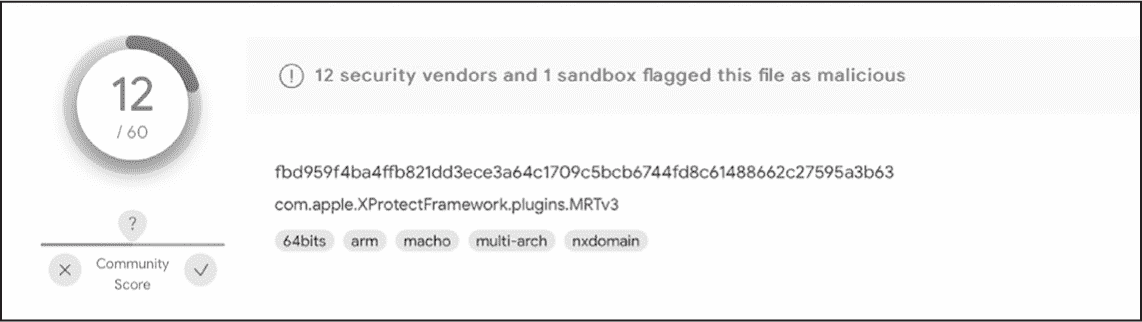 12
/ 60
?
Community
Score
12 security vendors and 1 sandbox flagged this file as malicious
fbd959f4ba4ffb821dd3ece3a64c1709c5bcb6744fd8c61488662c27595a3b63
com.apple.XProtectFramework.plugins.MRTv3
64bits arm macho multi-arch nxdomain